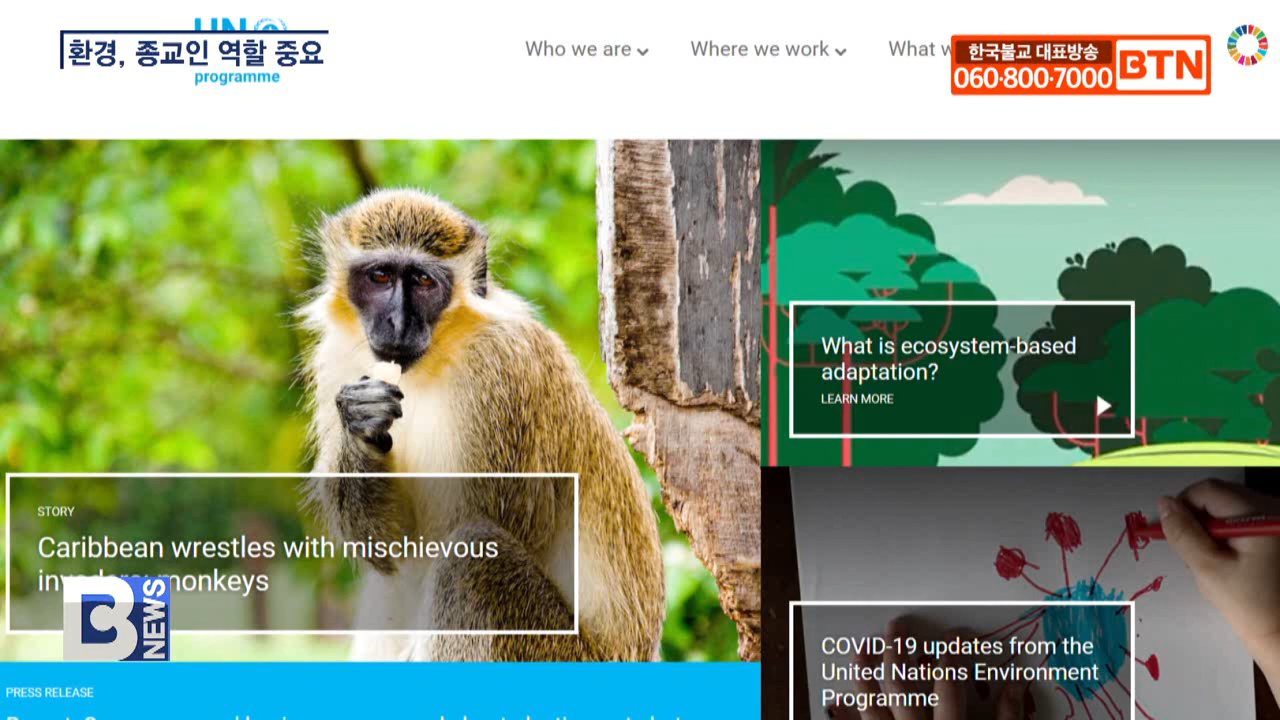 UN
환경, 종교인 역할 중요
programme
Who we are
Where we work
What
한국불교 대표방송
060·800·7000
BTN
STORY
Caribbean wrestles with mischievous
monkeys
B NEWS
PRESS RELEASE
What is ecosystem-based
adaptation?
LEARN MORE
COVID-19 updates from the
United Nations Environment
Programme